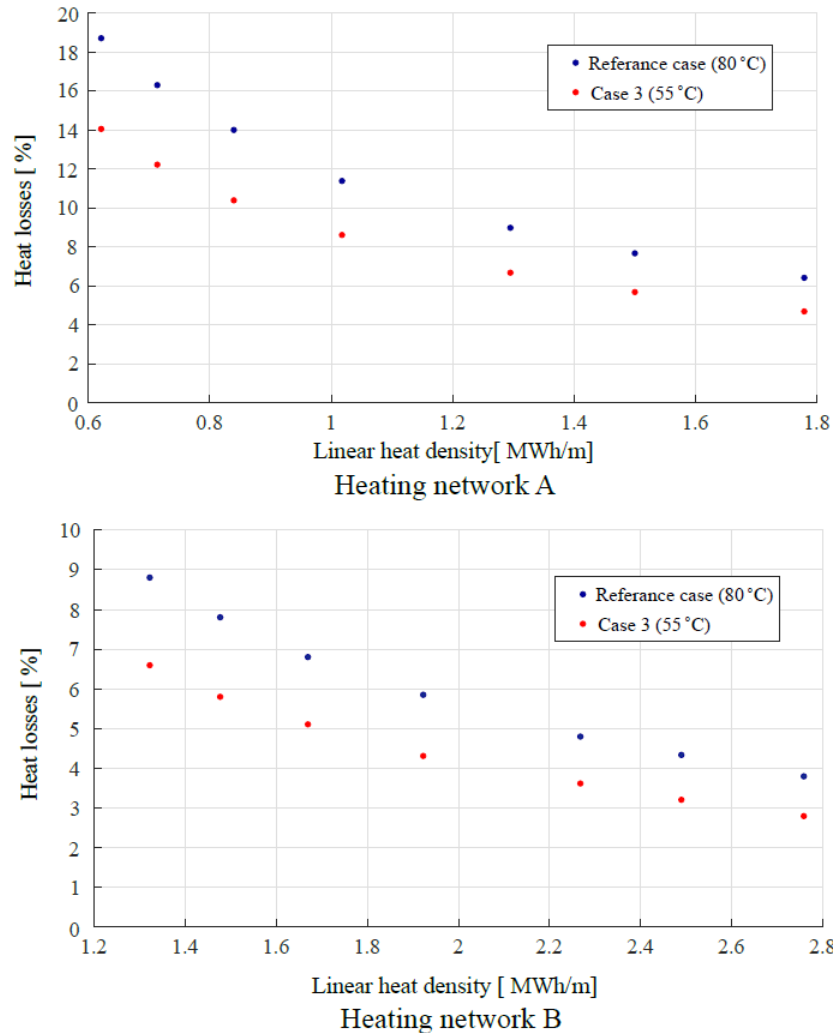 20
18
16
14
12
10
8
6
4
2
0
Heat losses [ %]
Referance case (80 °C)
Case 3 (55 °C)
0.6 0.8 1 1.2 1.4 1.6 1.8
Linear heat density[ MWh/m]
Heating network A
10
9
8
7
6
5
4
3
2
1
0
Heat losses [ %]
Referance case (80 °C)
Case 3 (55 °C)
1.2 1.4 1.6 1.8 2 2.2 2.4 2.6 2.8
Linear heat density [ MWh/m]
Heating network B